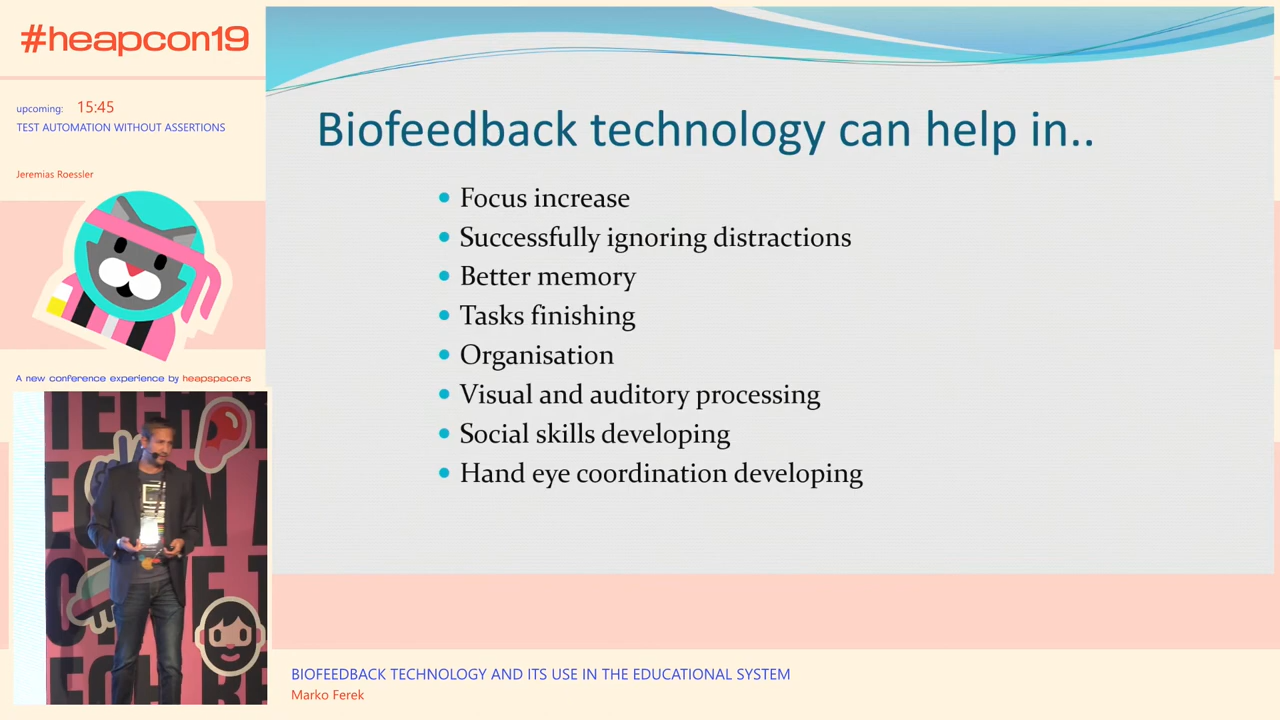 #heapcon19
upcoming: 15:45
TEST AUTOMATION WITHOUT ASSERTIONS
Jeremias Roessler
A new conference experience by heapspace.rs
Biofeedback technology can help in..
• Focus increase
• Successfully ignoring distractions
• Better memory
• Tasks finishing
• Organisation
• Visual and auditory processing
• Social skills developing
• Hand eye coordination developing
BIOFEEDBACK TECHNOLOGY AND ITS USE IN THE EDUCATIONAL SYSTEM
Marko Ferek